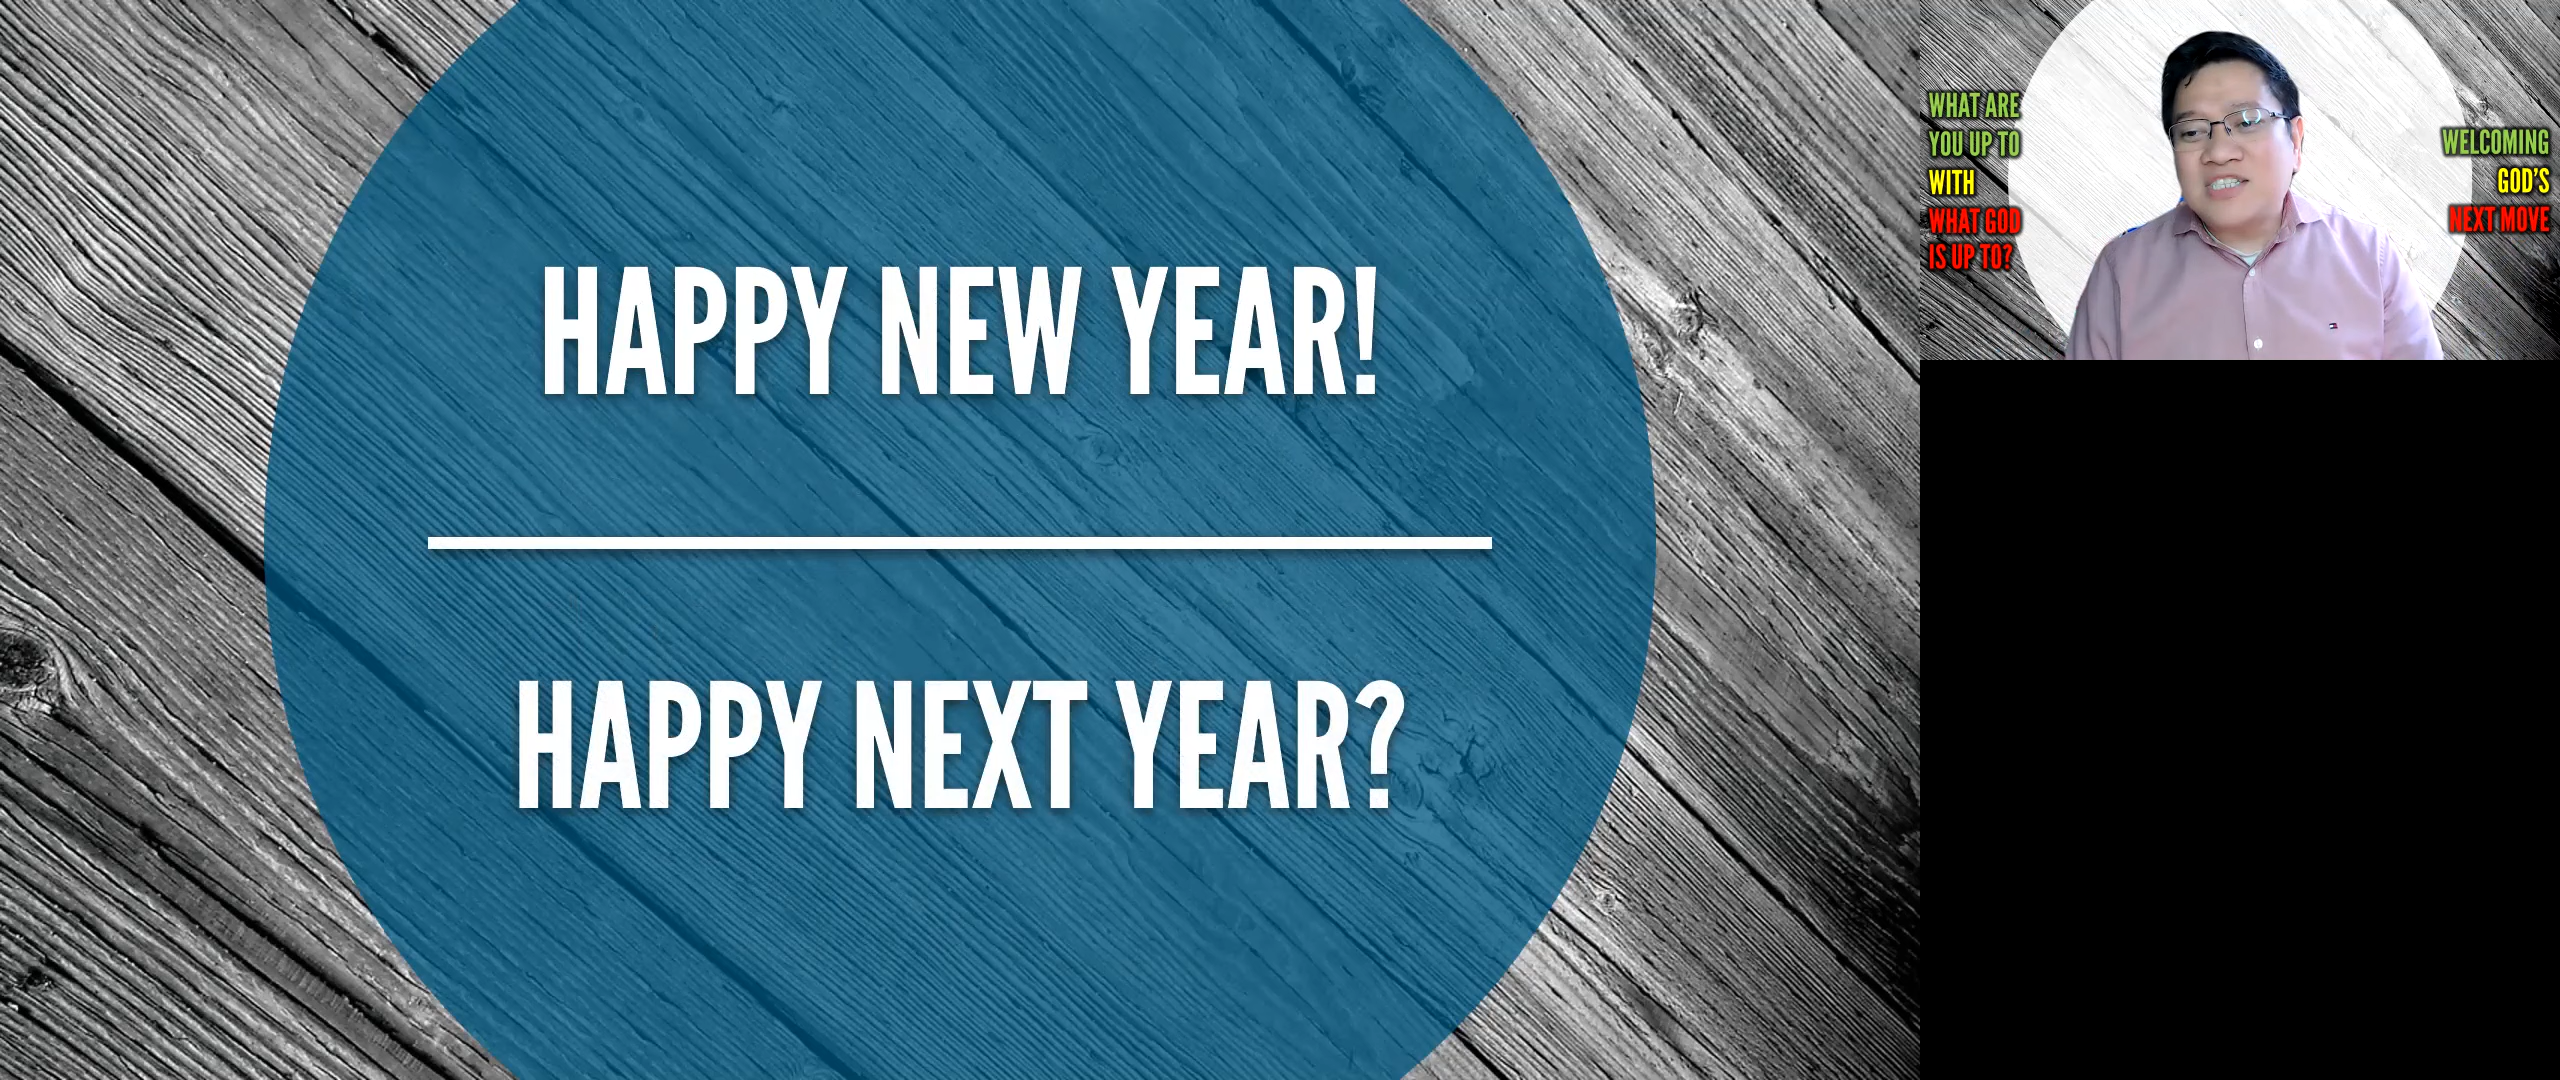 HAPPY NEW YEAR!
HAPPY NEXT YEAR?
WHAT ARE
YOU UP TO
WITH
WHAT GOD
IS UP TO?
WELCOMING
GOD'S
NEXT MOVE